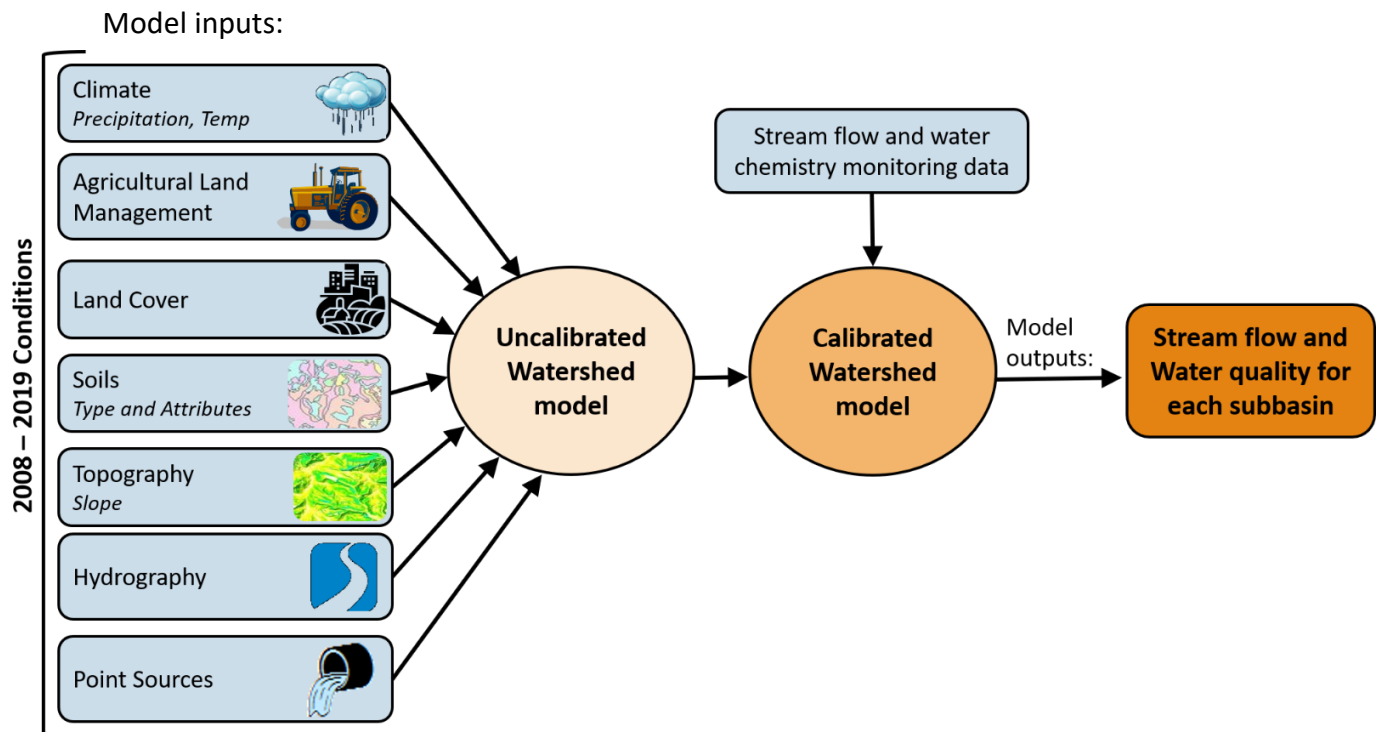 Model inputs:
2008 – 2019 Conditions
Climate
Precipitation, Temp
Agricultural Land
Management
Land Cover
Soils
Type and Attributes
Topography
Slope
Hydrography
Point Sources
Uncalibrated
Watershed
model
Stream flow and water
chemistry monitoring data
Calibrated
Watershed
model
Model
outputs:
Stream flow and
Water quality for
each subbasin